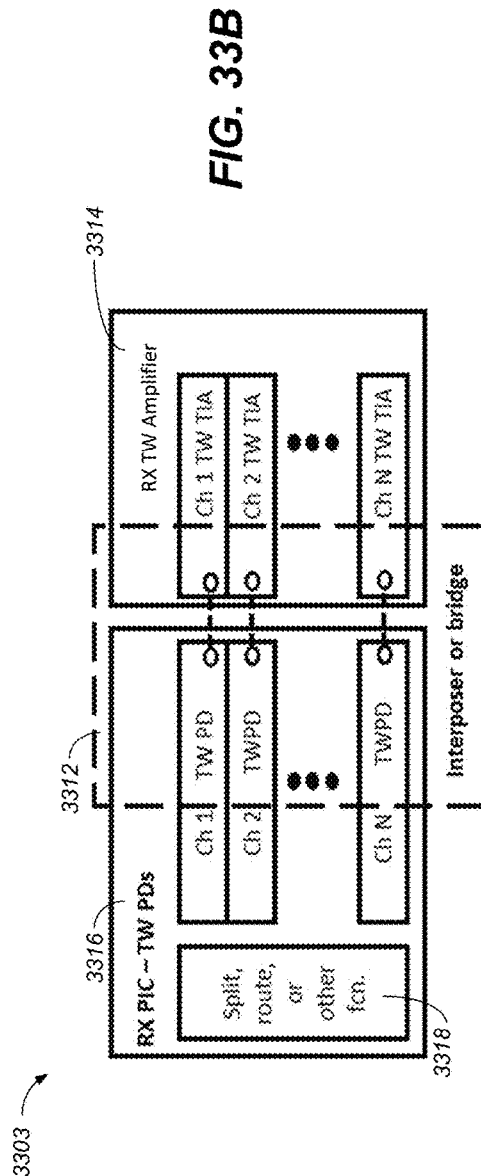 3303
3316
3312
3314
RX PIC – TW PDs
RX TW Amplifier
Split,
route,
or
other
fcn.
Ch 1 TW PD
Ch 1 TW TIA
Ch 2 TWPD
Ch 2 TW TIA
Ch N TWPD
Ch N TW TIA
3318
Interposer or bridge
FIG. 33B